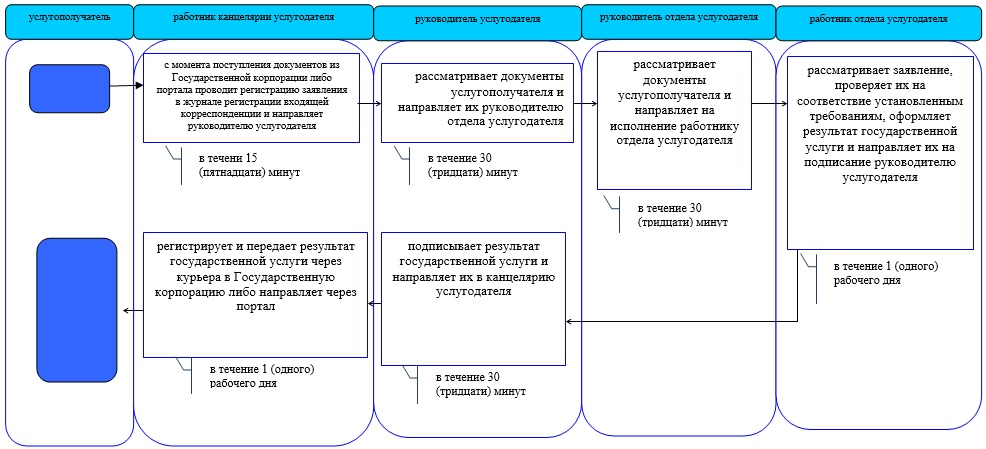 услугополучатель
работник канцелярии услугодателя
руководитель услугодателя
руководитель отдела услугодателя
работник отдела услугодателя
с момента поступления документов из
Государственной корпорации либо
портала проводит регистрацию заявления
в журнале регистрации входящей
корреспонденции и направляет
руководителю услугодателя
в течени 15
(пятнадцати) минут
рассматривает документы
услугополучателя и
направляет их руководителю
отдела услугодателя
в течение 30
(тридцати) минут
рассматривает
документы
услугополучателя и
направляет на
исполнение работнику
отдела услугодателя
в течение 30
(тридцати) минут
рассматривает заявление,
проверяет их на
соответствие установленным
требованиям, оформляет
результат государственной
услуги и направляет их на
подписание руководителю
услугодателя
в течение 1 (одного)
рабочего дня
подписывает результат
государственной услуги и
направляет их в канцелярию
услугодателя
в течение 30
(тридцати) минут
регистрирует и передает результат
государственной услуги через
курьера в Государственную
корпорацию либо направляет через
портал
в течение 1 (одного)
рабочего дня